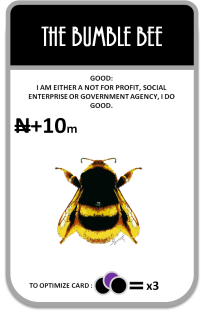 THE BUMBLE BEE
GOOD:
I AM EITHER A NOT FOR PROFIT, SOCIAL
ENTERPRISE OR GOVERNMENT AGENCY, I DO
GOOD.
₦+10m
TO OPTIMIZE CARD : = x3